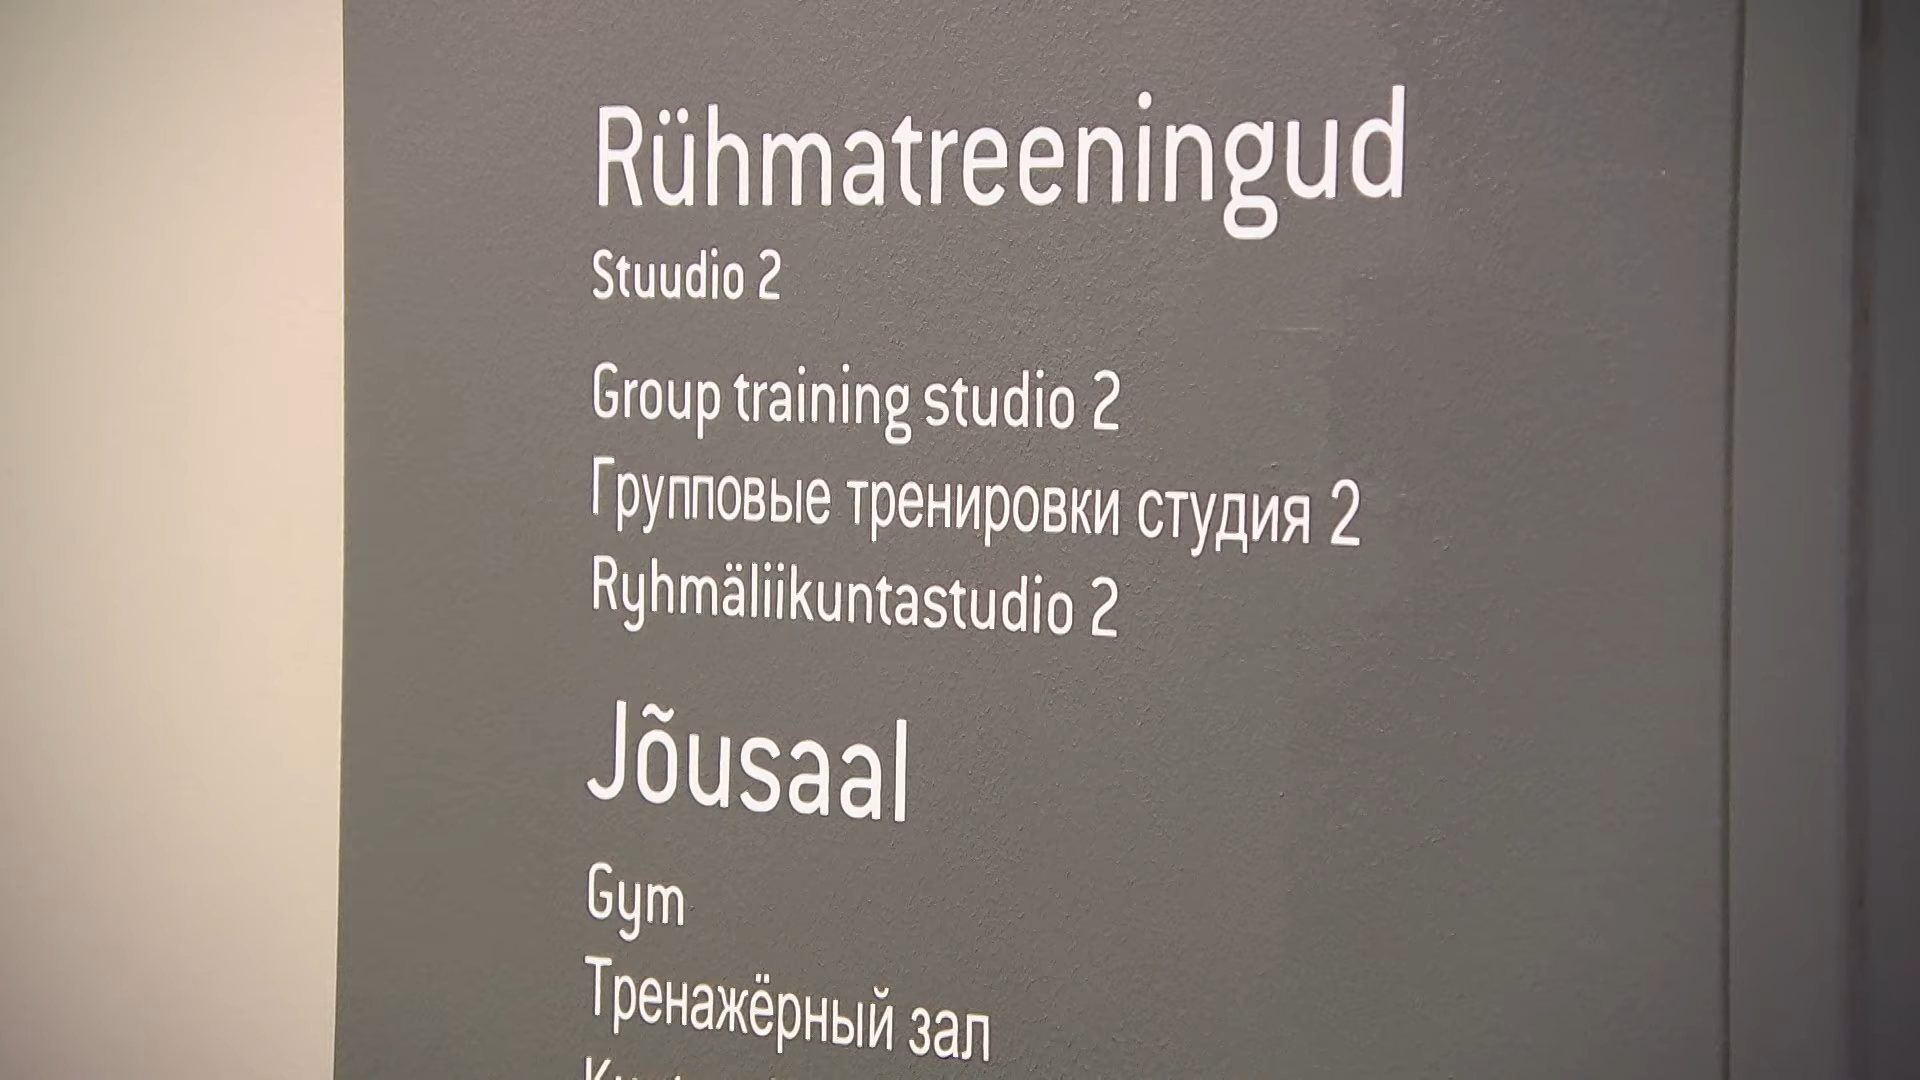 Rühmatreeningud
Stuudio 2
Group training studio 2
Групповые тренировки студия 2
Ryhmäliikuntastudio 2
Jõusaal
Gym
Тренажёрный зал